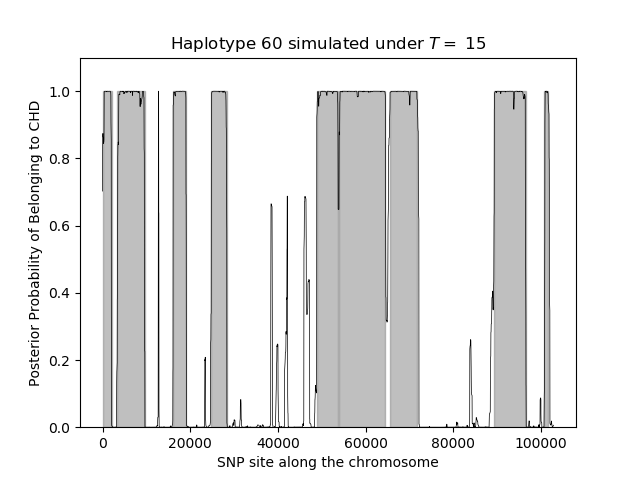 Haplotype 60 simulated under T = 15
Posterior Probability of Belonging to CHD
1.0
0.8
0.6
0.4
0.2
0.0
0 20000 40000 60000 80000 100000
SNP site along the chromosome